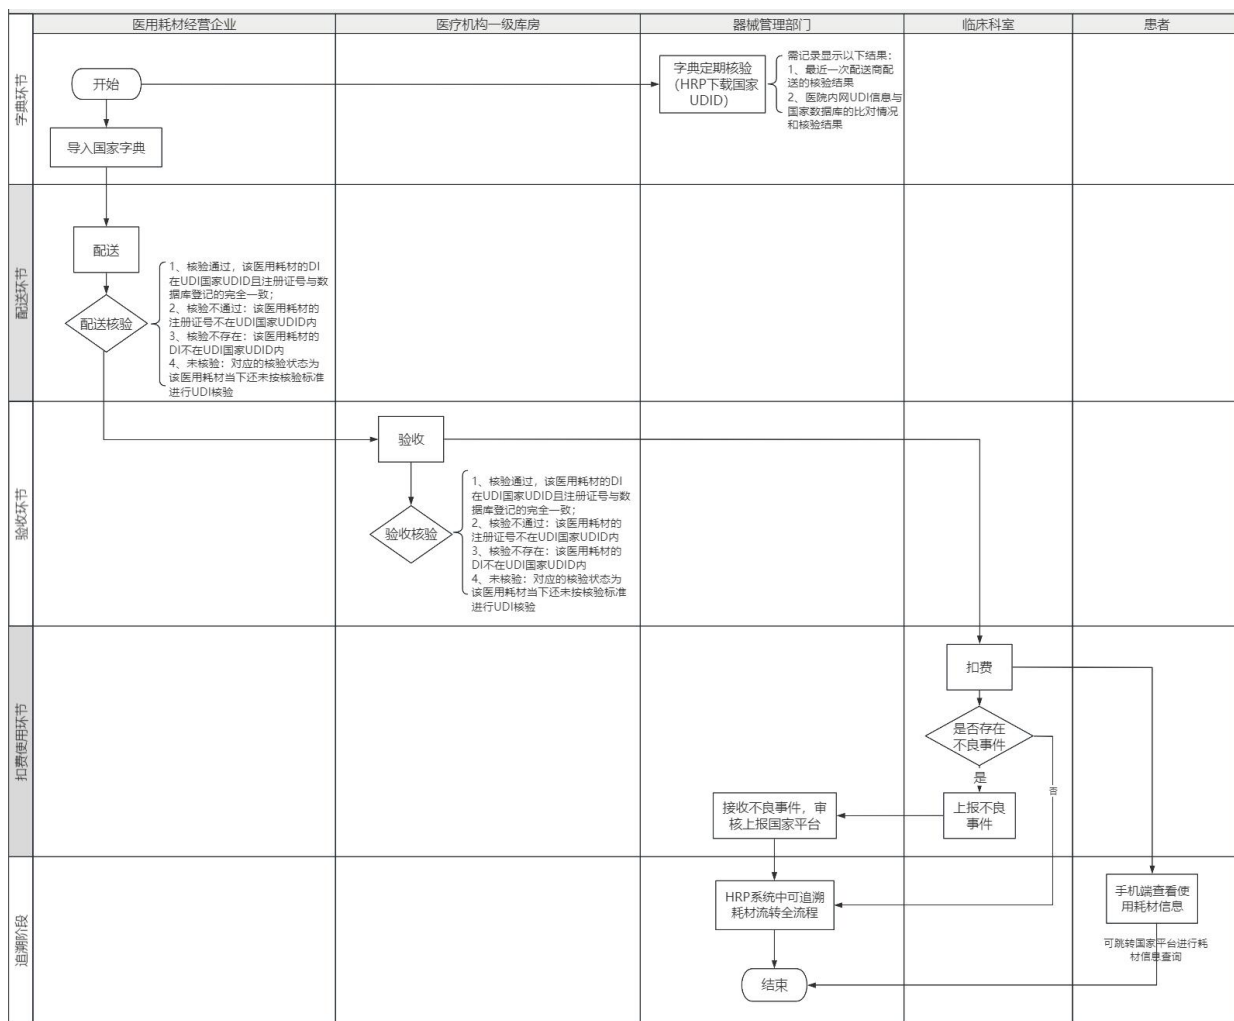 医用耗材经营企业
医疗机构一级库房
器械管理部门
临床科室
患者
字典环节
开始
字典定期核验
（HRP下载国家
UDID）
需记录显示以下结果：
1、最近一次配送商配
送的核验结果
2、医院内网UDI信息与
国家数据库的比对情况
和核验结果
导入国家字典
配送环节
配送
配送核验
1、核验通过，该医用耗材的DI
在UDI国家UDID且注册证号与数
据库登记的完全一致；
2、核验不通过：该医用耗材的
注册证号不在UDI国家UDID内
3、核验不存在：该医用耗材的
DI不在UDI国家UDID内
4、未核验：对应的核验状态为
该医用耗材当下还未按核验标准
进行UDI核验
验收环节
验收
验收核验
1、核验通过，该医用耗材的DI
在UDI国家UDID且注册证号与数
据库登记的完全一致；
2、核验不通过：该医用耗材的
注册证号不在UDI国家UDID内
3、核验不存在：该医用耗材的
DI不在UDI国家UDID内
4、未核验：对应的核验状态为
该医用耗材当下还未按核验标准
进行UDI核验
扣费使用环节
扣费
是否存在
不良事件
是
否
上报不良
事件
接收不良事件，审
核上报国家平台
追溯阶段
HRP系统中可追溯
耗材流转全流程
手机端查看使
用耗材信息
可跳转国家平台进行耗
材信息查询
结束